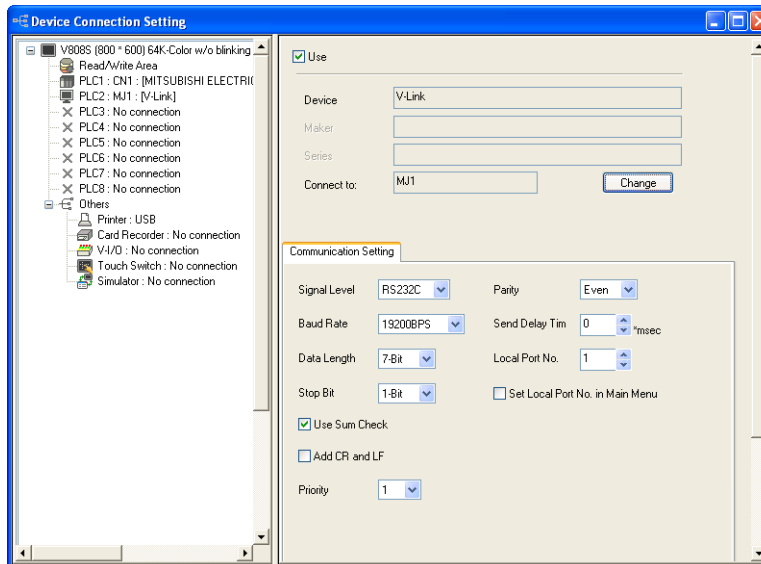 Device Connection Setting
V808S (800 * 600) 64K-Color w/o blinking
Read/Write Area
PLC1 : CN1 : [MITSUBISHI ELECTRI
PLC2 : MJ1 : [V-Link]
PLC3 : No connection
PLC4 : No connection
PLC5 : No connection
PLC6 : No connection
PLC7 : No connection
PLC8 : No connection
Others
Printer : USB
Card Recorder : No connection
V-I/O : No connection
Touch Switch : No connection
Simulator : No connection
Use
Device V-Link
Maker
Series
Connect to: MJ1 Change
Communication Setting
Signal Level RS232C Parity Even
Baud Rate 19200BPS Send Delay Tim 0 *msec
Data Length 7-Bit Local Port No. 1
Stop Bit 1-Bit Set Local Port No. in Main Menu
Use Sum Check
Add CR and LF
Priority 1